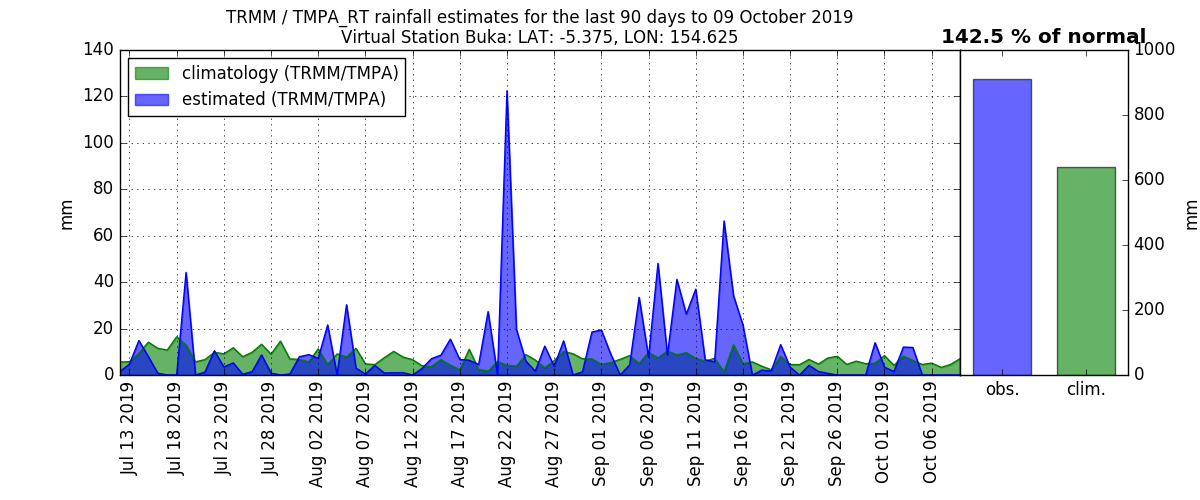 TRMM / TMPA_RT rainfall estimates for the last 90 days to 09 October 2019
Virtual Station Buka: LAT: -5.375, LON: 154.625
142.5 % of normal
climatology (TRMM/TMPA)
estimated (TRMM/TMPA)
mm
140
120
100
80
60
40
20
0
Jul 13 2019
Jul 18 2019
Jul 23 2019
Jul 28 2019
Aug 02 2019
Aug 07 2019
Aug 12 2019
Aug 17 2019
Aug 22 2019
Aug 27 2019
Sep 01 2019
Sep 06 2019
Sep 11 2019
Sep 16 2019
Sep 21 2019
Sep 26 2019
Oct 01 2019
Oct 06 2019
1000
800
600
400
200
0
mm
obs.
clim.